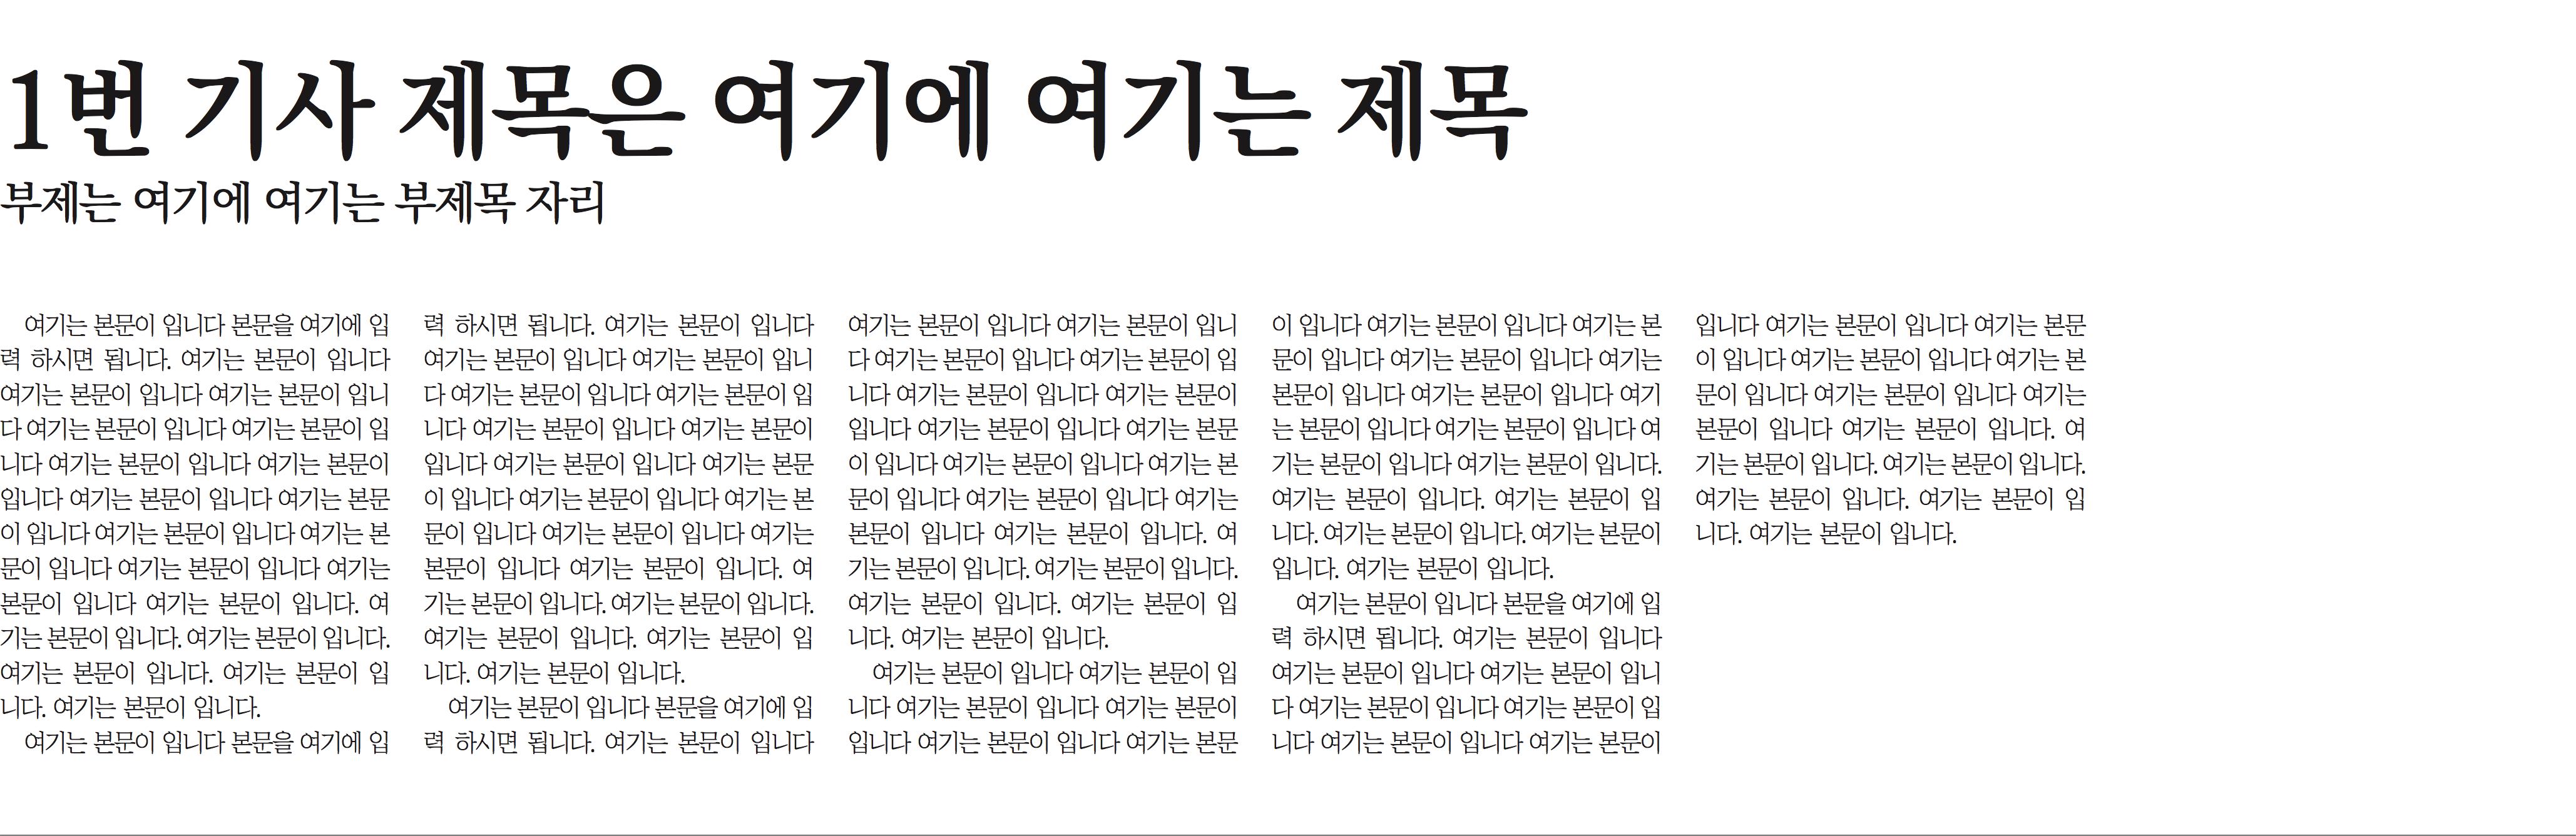 1번 기사 제목은 여기에 여기는 제목
부제는 여기에 여기는 부제목 자리
여기는 본문이 입니다 본문을 여기에 입
력 하시면 됩니다. 여기는 본문이 입니다
여기는 본문이 입니다 여기는 본문이 입니
다 여기는 본문이 입니다 여기는 본문이 입
니다 여기는 본문이 입니다 여기는 본문이
입니다 여기는 본문이 입니다 여기는 본문
이 입니다 여기는 본문이 입니다 여기는 본
문이 입니다 여기는 본문이 입니다 여기는
본문이 입니다 여기는 본문이 입니다. 여
기는 본문이 입니다. 여기는 본문이 입니다.
여기는 본문이 입니다. 여기는 본문이 입
니다. 여기는 본문이 입니다.
여기는 본문이 입니다 본문을 여기에 입
력 하시면 됩니다. 여기는 본문이 입니다
여기는 본문이 입니다 여기는 본문이 입니
다 여기는 본문이 입니다 여기는 본문이 입
니다 여기는 본문이 입니다 여기는 본문이
입니다 여기는 본문이 입니다 여기는 본문
이 입니다 여기는 본문이 입니다 여기는 본
문이 입니다 여기는 본문이 입니다 여기는
본문이 입니다 여기는 본문이 입니다. 여
기는 본문이 입니다. 여기는 본문이 입니다.
여기는 본문이 입니다. 여기는 본문이 입
니다. 여기는 본문이 입니다.
여기는 본문이 입니다 본문을 여기에 입
력 하시면 됩니다. 여기는 본문이 입니다
여기는 본문이 입니다 여기는 본문이 입니
다 여기는 본문이 입니다 여기는 본문이 입
니다 여기는 본문이 입니다 여기는 본문이
입니다 여기는 본문이 입니다 여기는 본문
이 입니다 여기는 본문이 입니다 여기는 본
문이 입니다 여기는 본문이 입니다 여기는
본문이 입니다 여기는 본문이 입니다. 여
기는 본문이 입니다. 여기는 본문이 입니다.
여기는 본문이 입니다. 여기는 본문이 입
니다. 여기는 본문이 입니다.
여기는 본문이 입니다 여기는 본문이 입
니다 여기는 본문이 입니다 여기는 본문이
입니다 여기는 본문이 입니다 여기는 본문
이 입니다 여기는 본문이 입니다 여기는 본
문이 입니다 여기는 본문이 입니다 여기는
본문이 입니다 여기는 본문이 입니다 여기
는 본문이 입니다 여기는 본문이 입니다 여
기는 본문이 입니다 여기는 본문이 입니다.
여기는 본문이 입니다. 여기는 본문이 입
니다. 여기는 본문이 입니다. 여기는 본문이
입니다. 여기는 본문이 입니다.
여기는 본문이 입니다 본문을 여기에 입
력 하시면 됩니다. 여기는 본문이 입니다
여기는 본문이 입니다 여기는 본문이 입니
다 여기는 본문이 입니다 여기는 본문이 입
니다 여기는 본문이 입니다 여기는 본문이
입니다 여기는 본문이 입니다 여기는 본문
이 입니다 여기는 본문이 입니다 여기는 본
문이 입니다 여기는 본문이 입니다 여기는
본문이 입니다 여기는 본문이 입니다. 여
기는 본문이 입니다. 여기는 본문이 입니다.
여기는 본문이 입니다. 여기는 본문이 입
니다. 여기는 본문이 입니다.